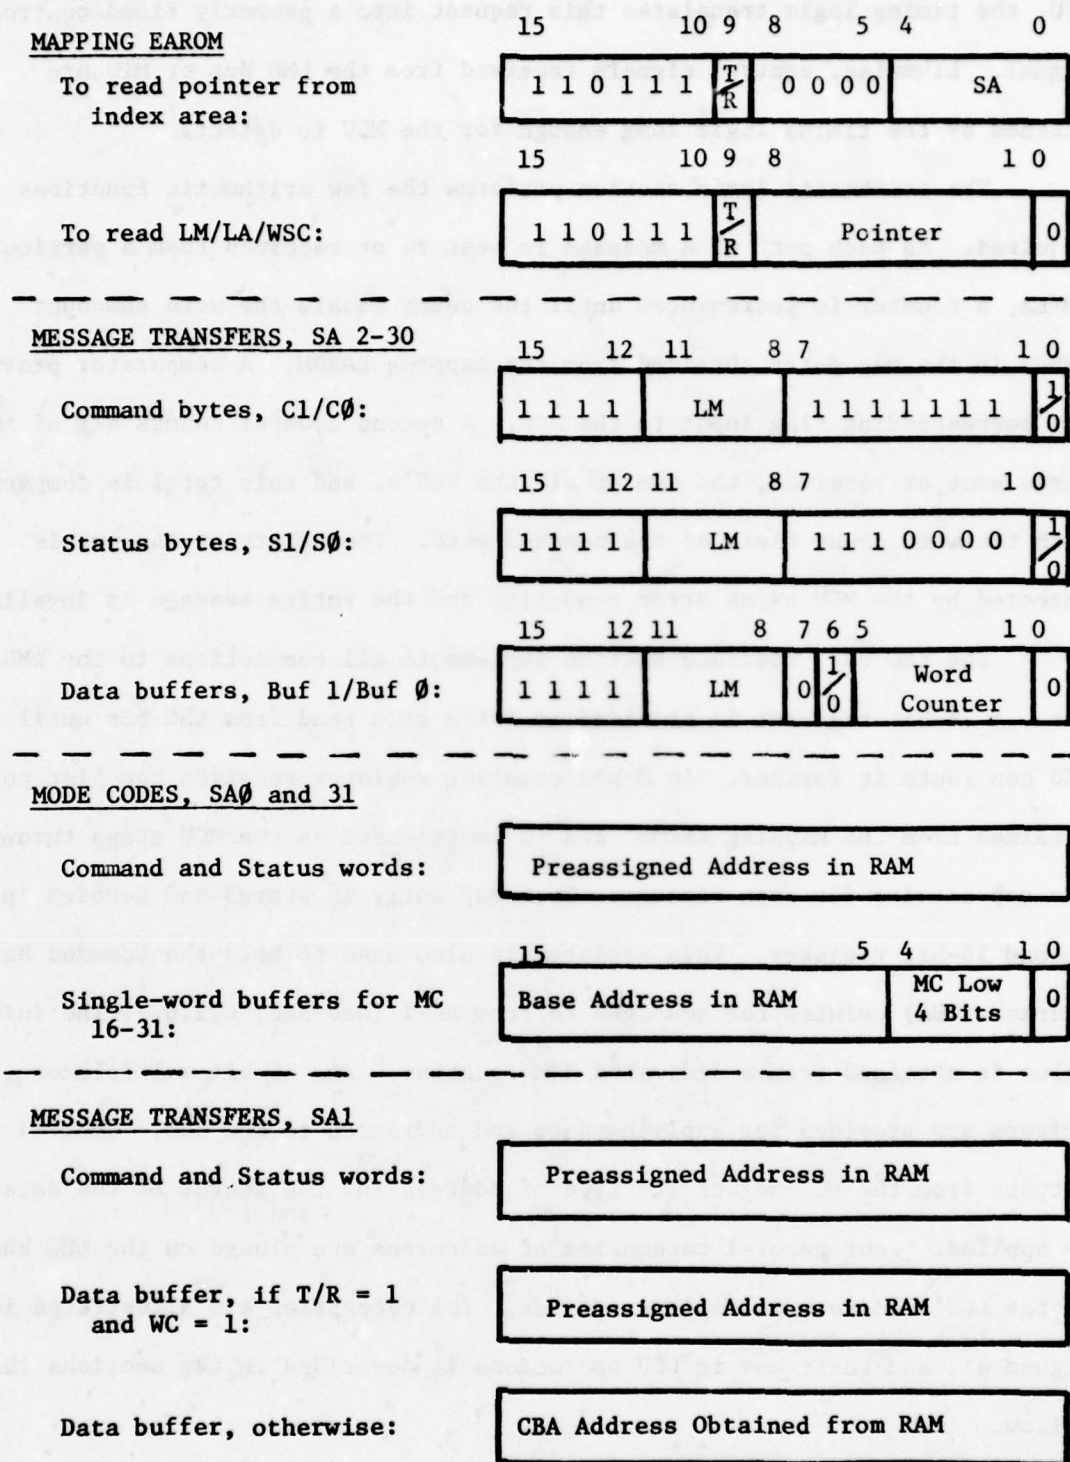 MAPPING EAROM
15 10 9 8 5 4 0
To read pointer from
index area:
1 1 0 1 1 1 T/R 0 0 0 0 SA
15 10 9 8 1 0
To read LM/LA/WSC:
1 1 0 1 1 1 T/R Pointer 0
MESSAGE TRANSFERS, SA 2-30
15 12 11 8 7 1 0
Command bytes, C1/CØ:
1 1 1 1 LM 1 1 1 1 1 1 1 1/0
15 12 11 8 7 1 0
Status bytes, S1/SØ:
1 1 1 1 LM 1 1 1 0 0 0 0 1/0
15 12 11 8 7 6 5 1 0
Data buffers, Buf 1/Buf Ø:
1 1 1 1 LM 0 1/0 Word Counter 0
MODE CODES, SAØ and 31
Command and Status words:
Preassigned Address in RAM
15 5 4 1 0
Single-word buffers for MC
16-31:
Base Address in RAM MC Low 4 Bits 0
MESSAGE TRANSFERS, SA1
Command and Status words:
Preassigned Address in RAM
Data buffer, if T/R = 1
and WC = 1:
Preassigned Address in RAM
Data buffer, otherwise:
CBA Address Obtained from RAM